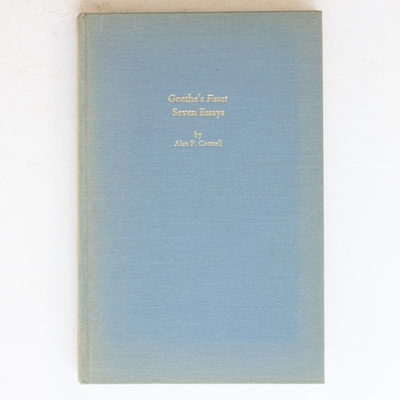 Goethe's Faust
Seven Essays
by
Alan P. Cottrell